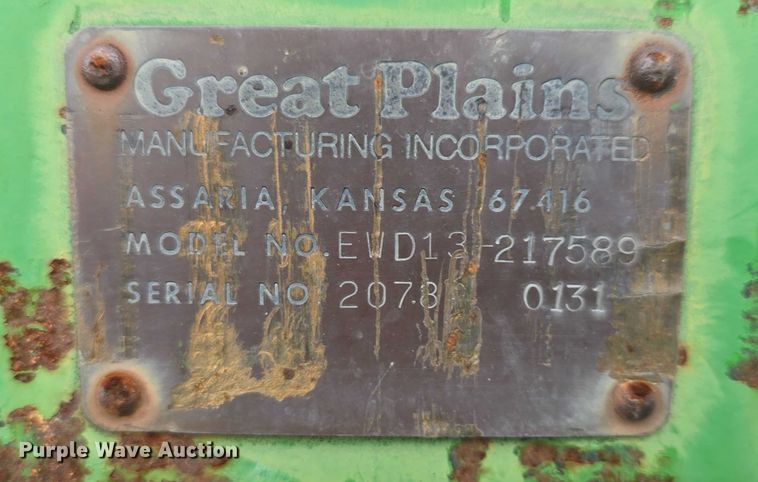 Great Plains
MANUFACTURING INCORPORATED
ASSARIA, KANSAS 67416
MODEL NO. EWD13-217589
SERIAL NO. 2078 0131
Purple Wave Auction